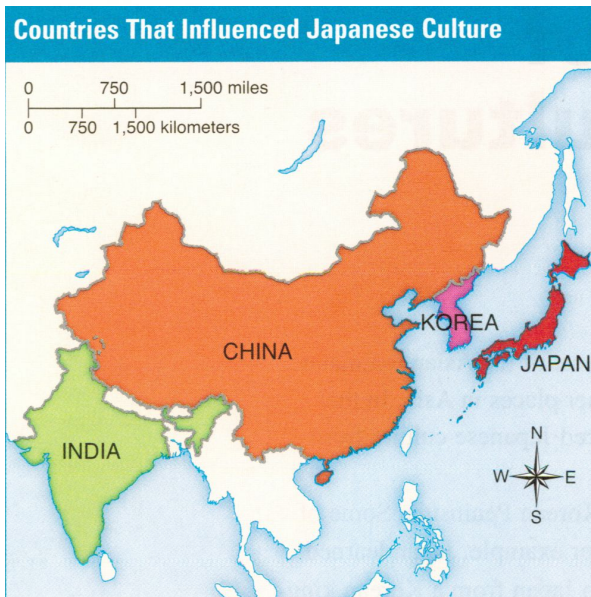 Countries That Influenced Japanese Culture
0 750 1,500 miles
0 750 1,500 kilometers
KOREA
CHINA
JAPAN
INDIA
N
W E
S